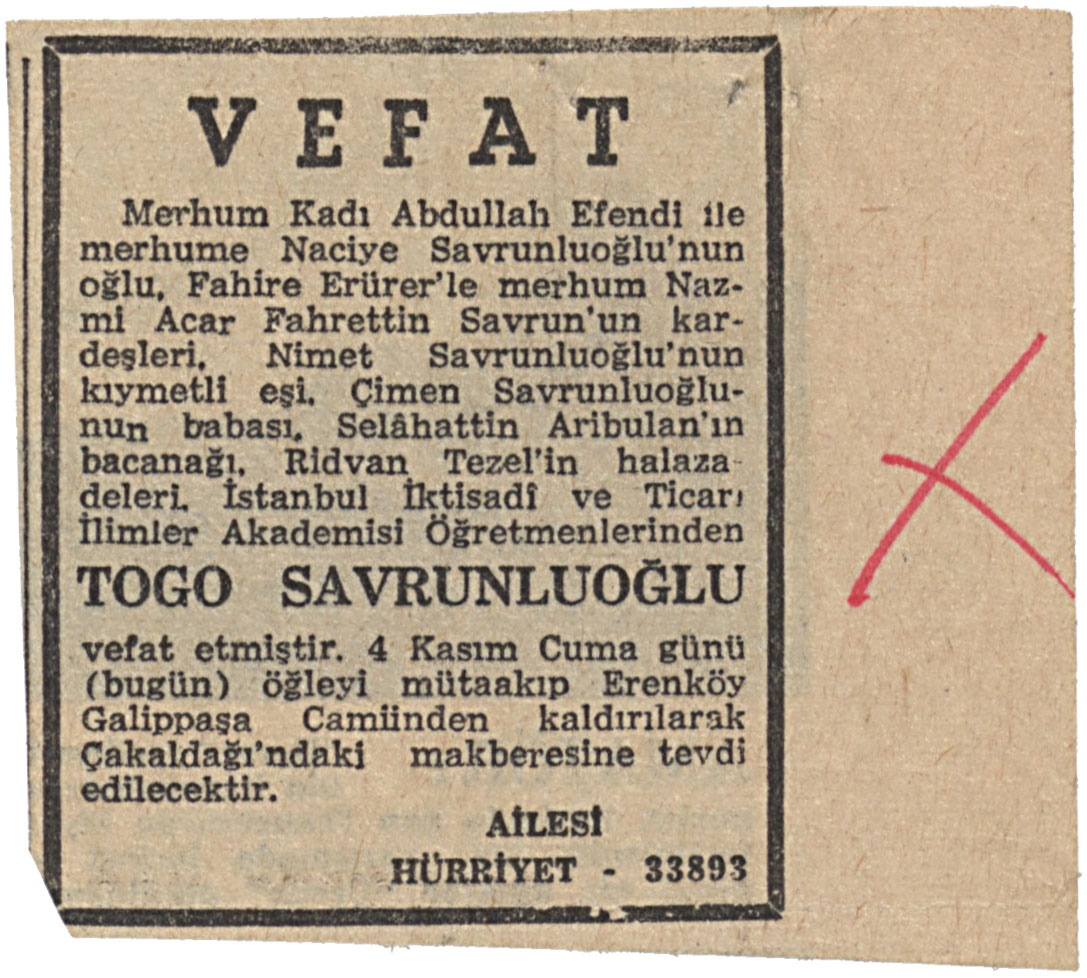 VEFAT
Merhum Kadı Abdullah Efendi ile
merhume Naciye Savrunluoğlu'nun
oğlu, Fahire Erürer'le merhum Naz-
mi Acar Fahrettin Savrun'un kar-
deşleri, Nimet Savrunluoğlu'nun
kıymetli eşi, Çimen Savrunluoğlu-
nun babası, Selâhattin Aribulan'ın
bacanağı, Ridvan Tezel'in halaza-
deleri, İstanbul İktisadî ve Ticarı
İlimler Akademisi Öğretmenlerinden
TOGO SAVRUNLUOĞLU
vefat etmiştir. 4 Kasım Cuma günü
(bugün) öğleyi mütaakıp Erenköy
Galippaşa Camiinden kaldırılarak
Çakaldağı'ndaki makberesine tevdi
edilecektir.
AİLESİ
HÜRRİYET - 33893